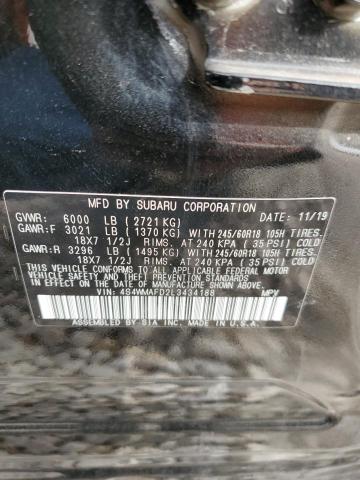 MFD BY SUBARU CORPORATION
GVWR: 6000 LB (2721 KG) DATE: 11/19
GAWR:F 3021 LB (1370 KG) WITH 245/60R18 105H TIRES.
18X7 1/2J RIMS. AT 240 KPA (35 PSI) COLD
GAWR:R 3296 LB (1495 KG) WITH 245/60R18 105H TIRES.
18X7 1/2J RIMS. AT 240 KPA (35 PSI) COLD
THIS VEHICLE CONFORMS TO ALL APPLICABLE FEDERAL MOTOR
VEHICLE SAFETY, BUMPER, AND THEFT PREVENTION STANDARDS
IN EFFECT ON THE DATE OF MANUFACTURE SHOWN ABOVE.
VIN: 4S4WMAFD2L3434188 MPV
ASSEMBLED BY SIA INC. IN U.S.A.